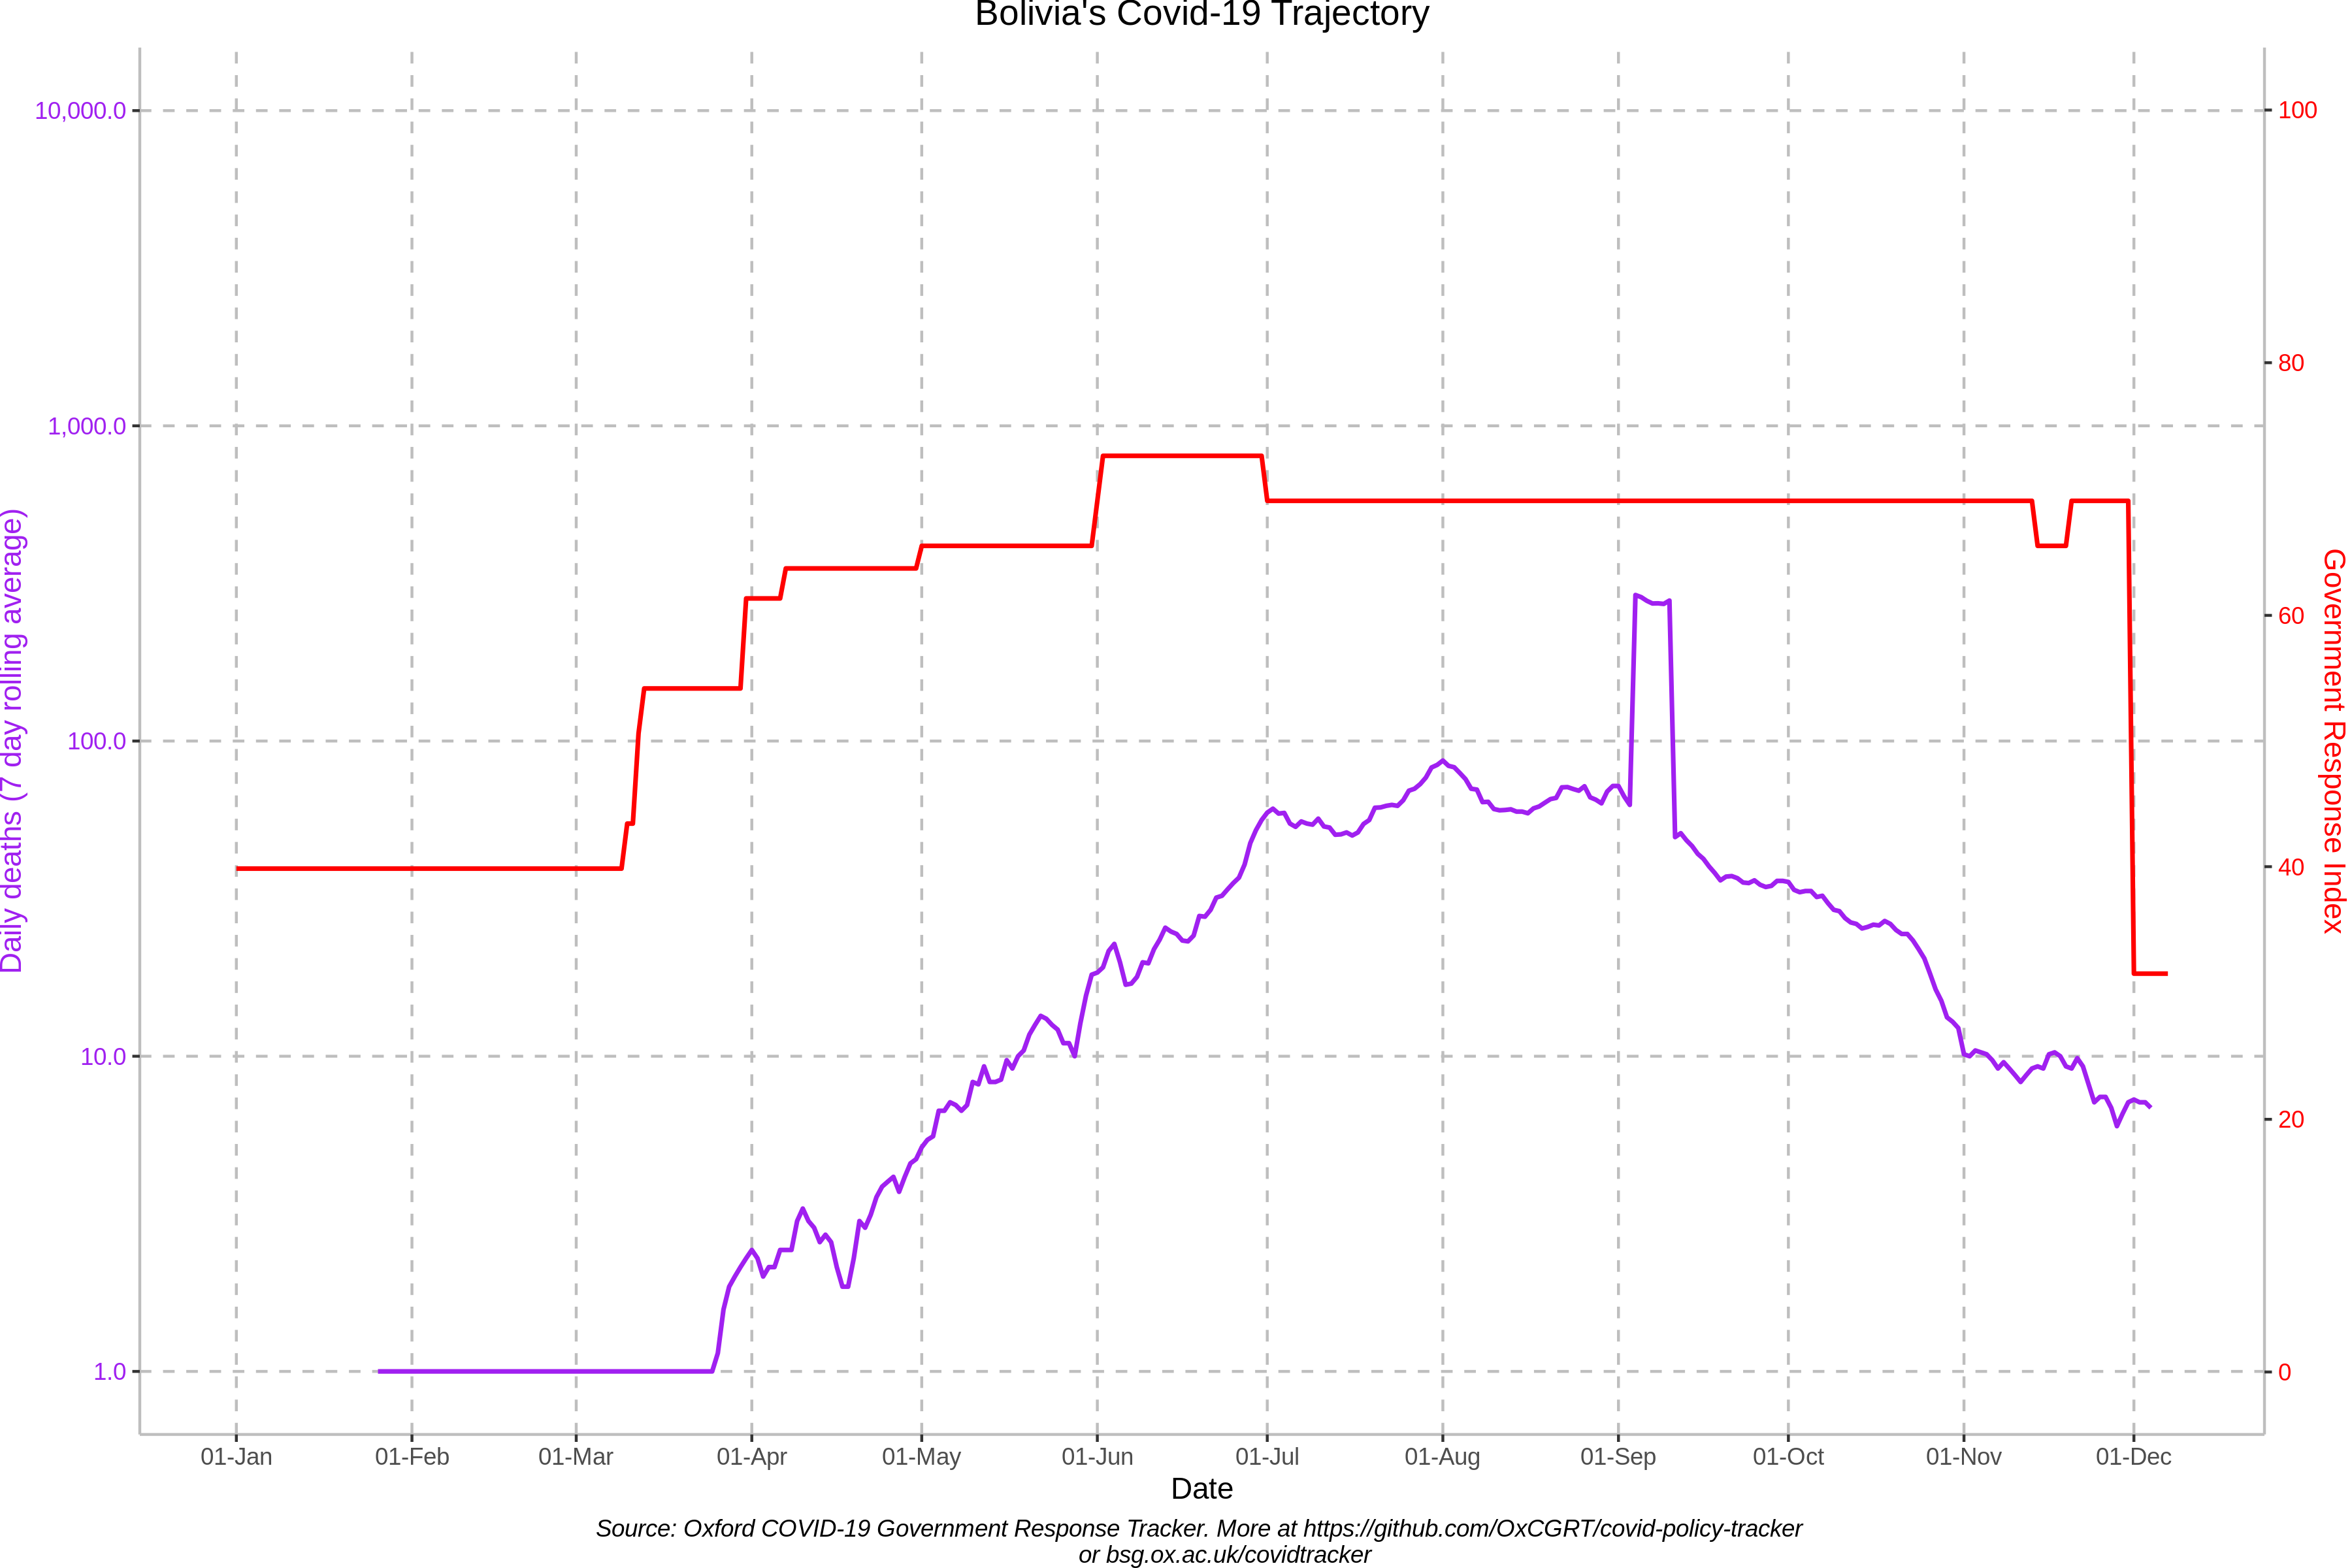 Bolivia's Covid-19 Trajectory
10,000.0
1,000.0
100.0
10.0
1.0
Daily deaths (7 day rolling average)
100
80
60
40
20
0
Government Response Index
01-Jan 01-Feb 01-Mar 01-Apr 01-May 01-Jun 01-Jul 01-Aug 01-Sep 01-Oct 01-Nov 01-Dec
Date
Source: Oxford COVID-19 Government Response Tracker. More at https://github.com/OxCGRT/covid-policy-tracker
or bsg.ox.ac.uk/covidtracker